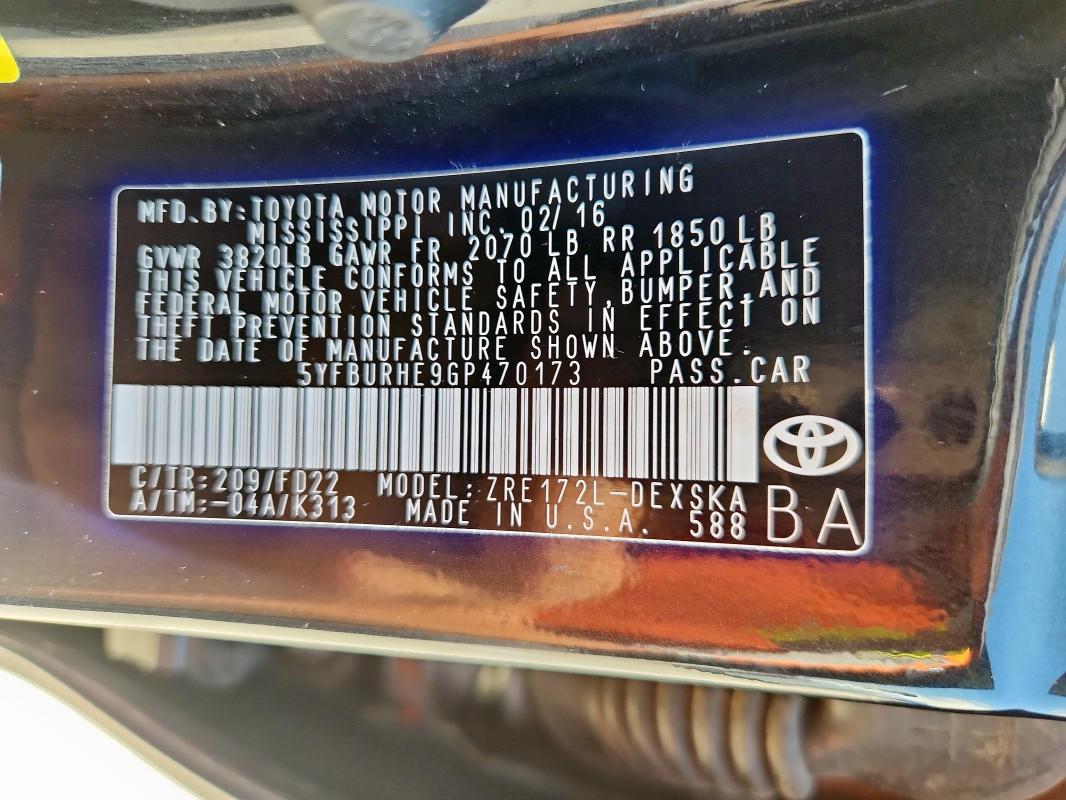 MFD.BY:TOYOTA MOTOR MANUFACTURING
MISSISSIPPI INC. 02/16
GVWR 3820LB GAWR FR 2070 LB RR 1850 LB
THIS VEHICLE CONFORMS TO ALL APPLICABLE
FEDERAL MOTOR VEHICLE SAFETY,BUMPER,AND
THEFT PREVENTION STANDARDS IN EFFECT ON
THE DATE OF MANUFACTURE SHOWN ABOVE.
5YFBURHE9GP470173 PASS.CAR
C/TR:209/FD22 MODEL:ZRE172L-DEXSKA
A/TM:-04A/K313 MADE IN U.S.A. 588
BA